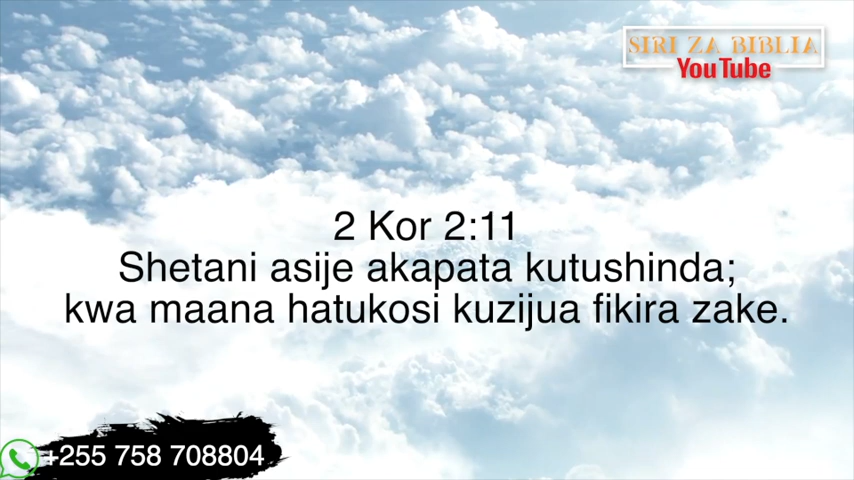 SIRI ZA BIBLIA
YouTube
2 Kor 2:11
Shetani asije akapata kutushinda;
kwa maana hatukosi kuzijua fikira zake.
+255 758 708804